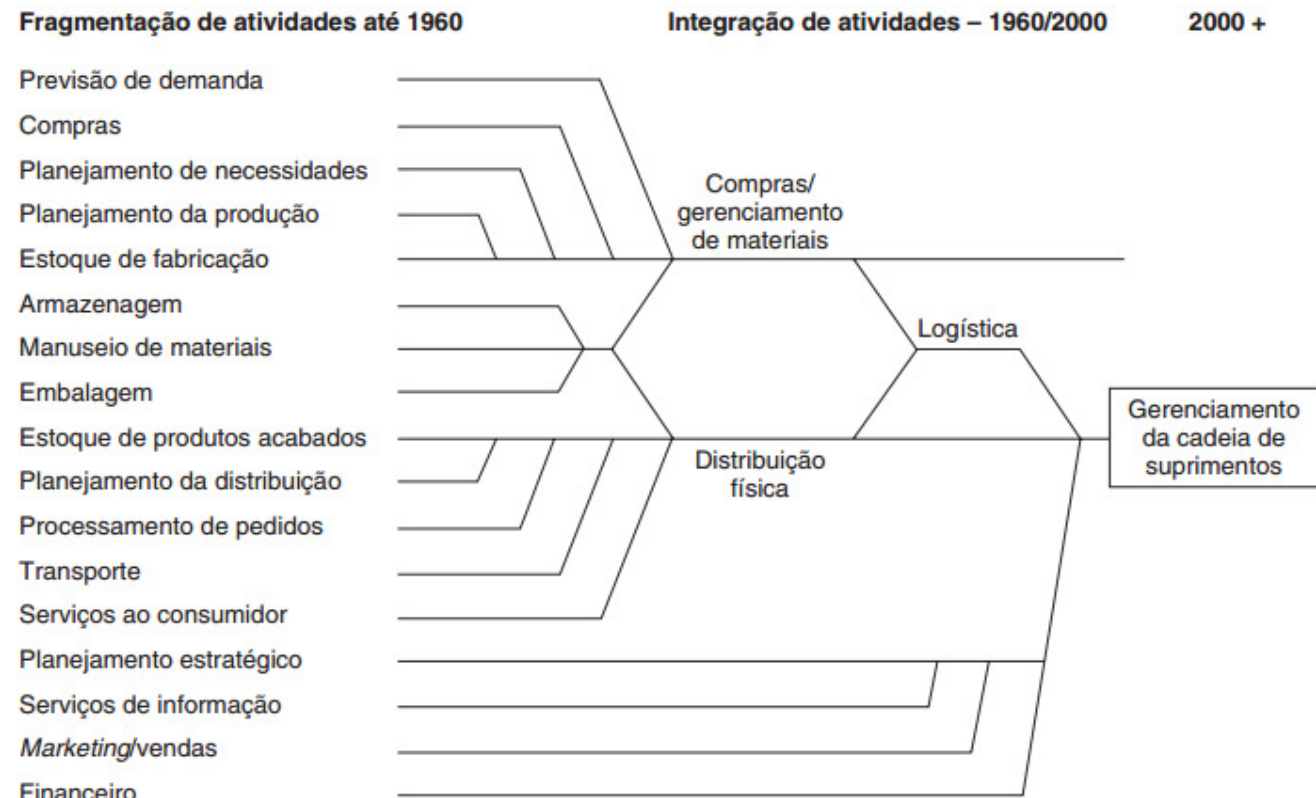 Fragmentação de atividades até 1960
Integração de atividades – 1960/2000
2000 +
Previsão de demanda
Compras
Planejamento de necessidades
Planejamento da produção
Estoque de fabricação
Armazenagem
Manuseio de materiais
Embalagem
Estoque de produtos acabados
Planejamento da distribuição
Processamento de pedidos
Transporte
Serviços ao consumidor
Planejamento estratégico
Serviços de informação
Marketing/vendas
Financeiro
Compras/
gerenciamento
de materiais
Distribuição
física
Logística
Gerenciamento
da cadeia de
suprimentos